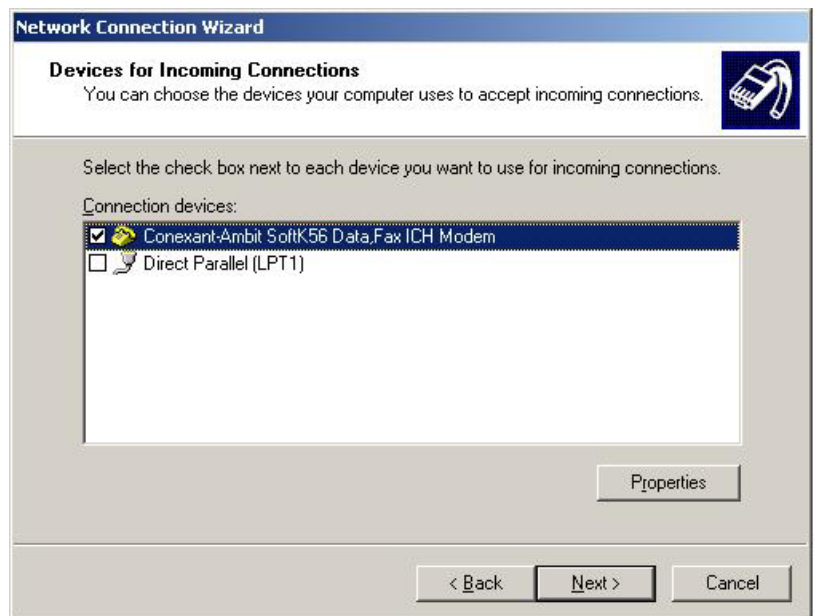 Network Connection Wizard
Devices for Incoming Connections
You can choose the devices your computer uses to accept incoming connections.
Select the check box next to each device you want to use for incoming connections.
Connection devices:
Conexant-Ambit SoftK56 Data,Fax ICH Modem
Direct Parallel (LPT1)
Properties
< Back Next > Cancel